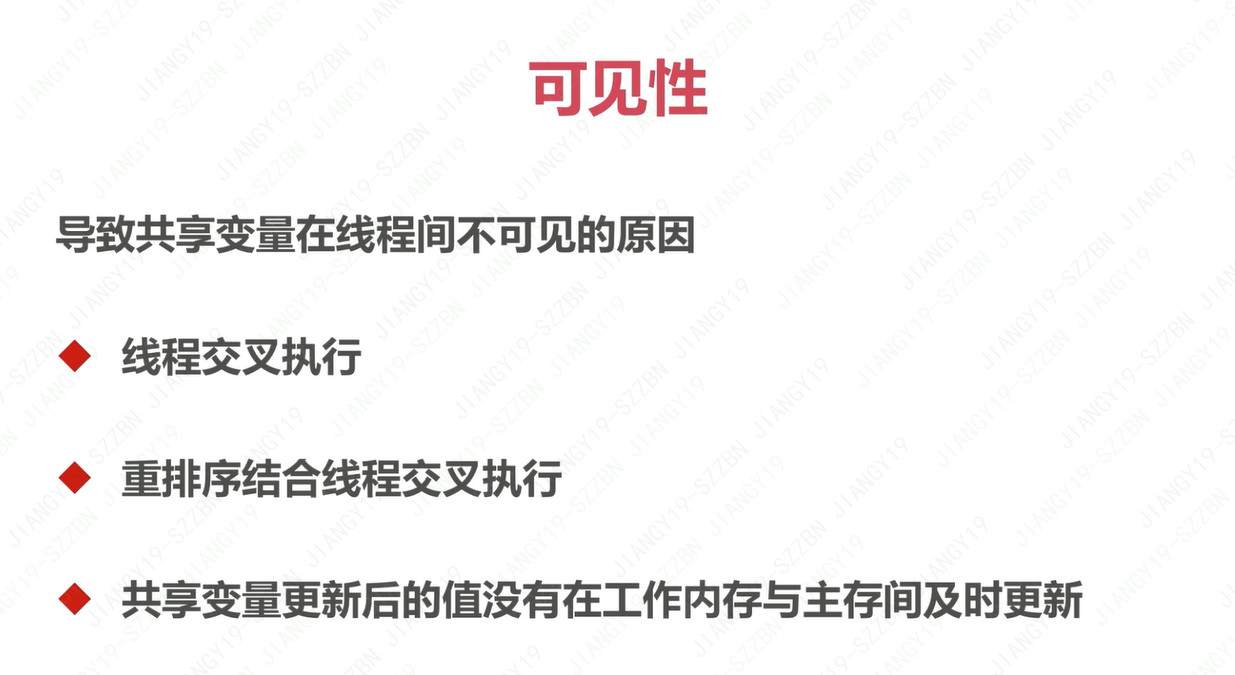 可见性
导致共享变量在线程间不可见的原因
线程交叉执行
重排序结合线程交叉执行
共享变量更新后的值没有在工作内存与主存间及时更新
JIANGY19-SZZBN